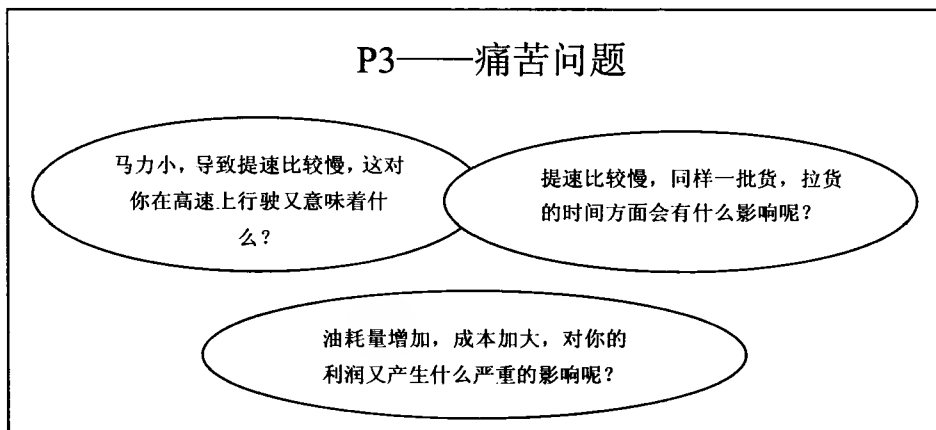 P3——痛苦问题
马力小,导致提速比较慢,这对
你在高速上行驶又意味着什
么?
提速比较慢,同样一批货,拉货
的时间方面会有什么影响呢?
油耗量增加,成本加大,对你的
利润又产生什么严重的影响呢?